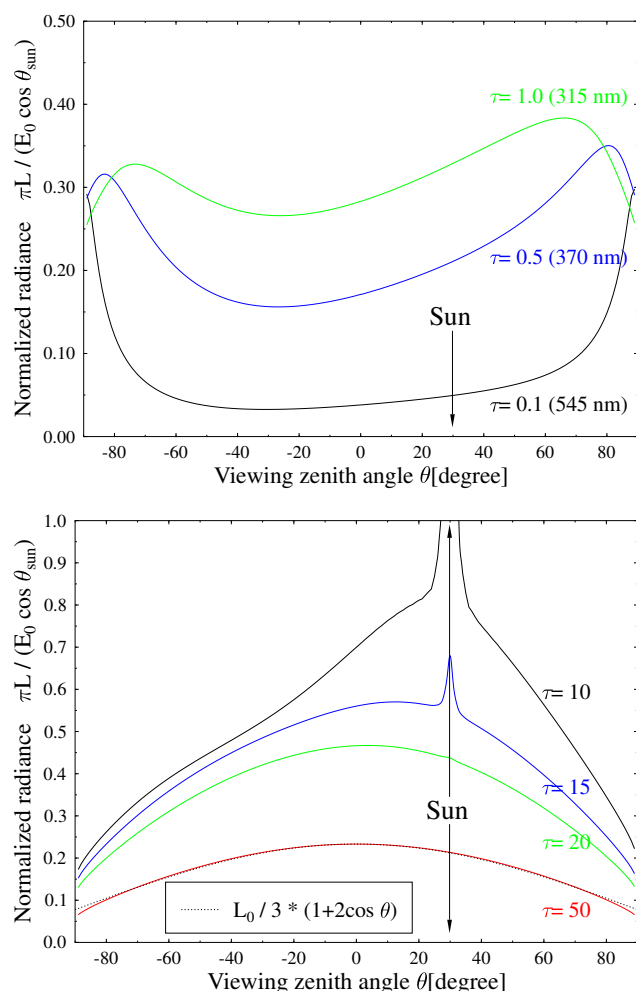 0.50
0.40
0.30
0.20
0.10
0.00
Normalized radiance πL / (E0 cos θsun)
τ= 1.0 (315 nm)
τ= 0.5 (370 nm)
Sun
τ= 0.1 (545 nm)
-80 -60 -40 -20 0 20 40 60 80
Viewing zenith angle θ[degree]
1.0
0.9
0.8
0.7
0.6
0.5
0.4
0.3
0.2
0.1
0.0
Normalized radiance πL / (E0 cos θsun)
τ= 10
τ= 15
Sun
τ= 20
τ= 50
L0 / 3 * (1+2cos θ)
-80 -60 -40 -20 0 20 40 60 80
Viewing zenith angle θ[degree]